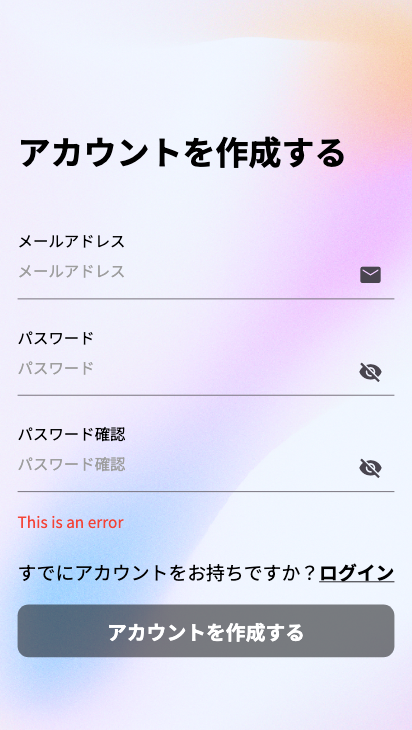 アカウントを作成する
メールアドレス
メールアドレス
パスワード
パスワード
パスワード確認
パスワード確認
This is an error
すでにアカウントをお持ちですか？ログイン
アカウントを作成する